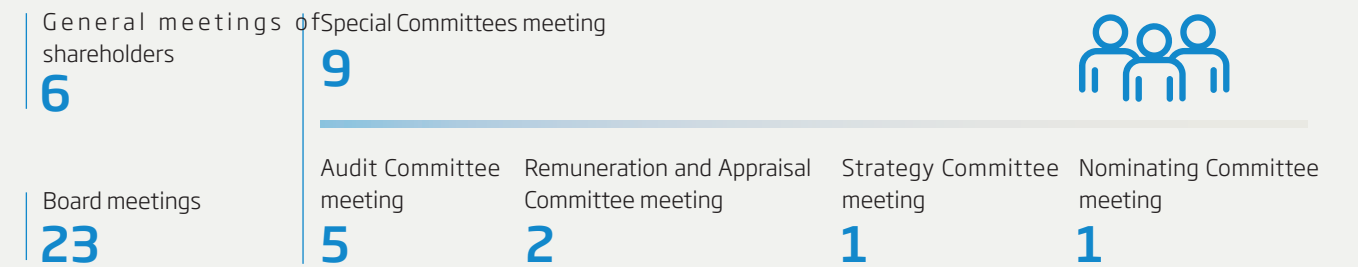 General meetings of
shareholders
6
Board meetings
23
Special Committees meeting
9
Audit Committee
meeting
5
Remuneration and Appraisal
Committee meeting
2
Strategy Committee
meeting
1
Nominating Committee
meeting
1